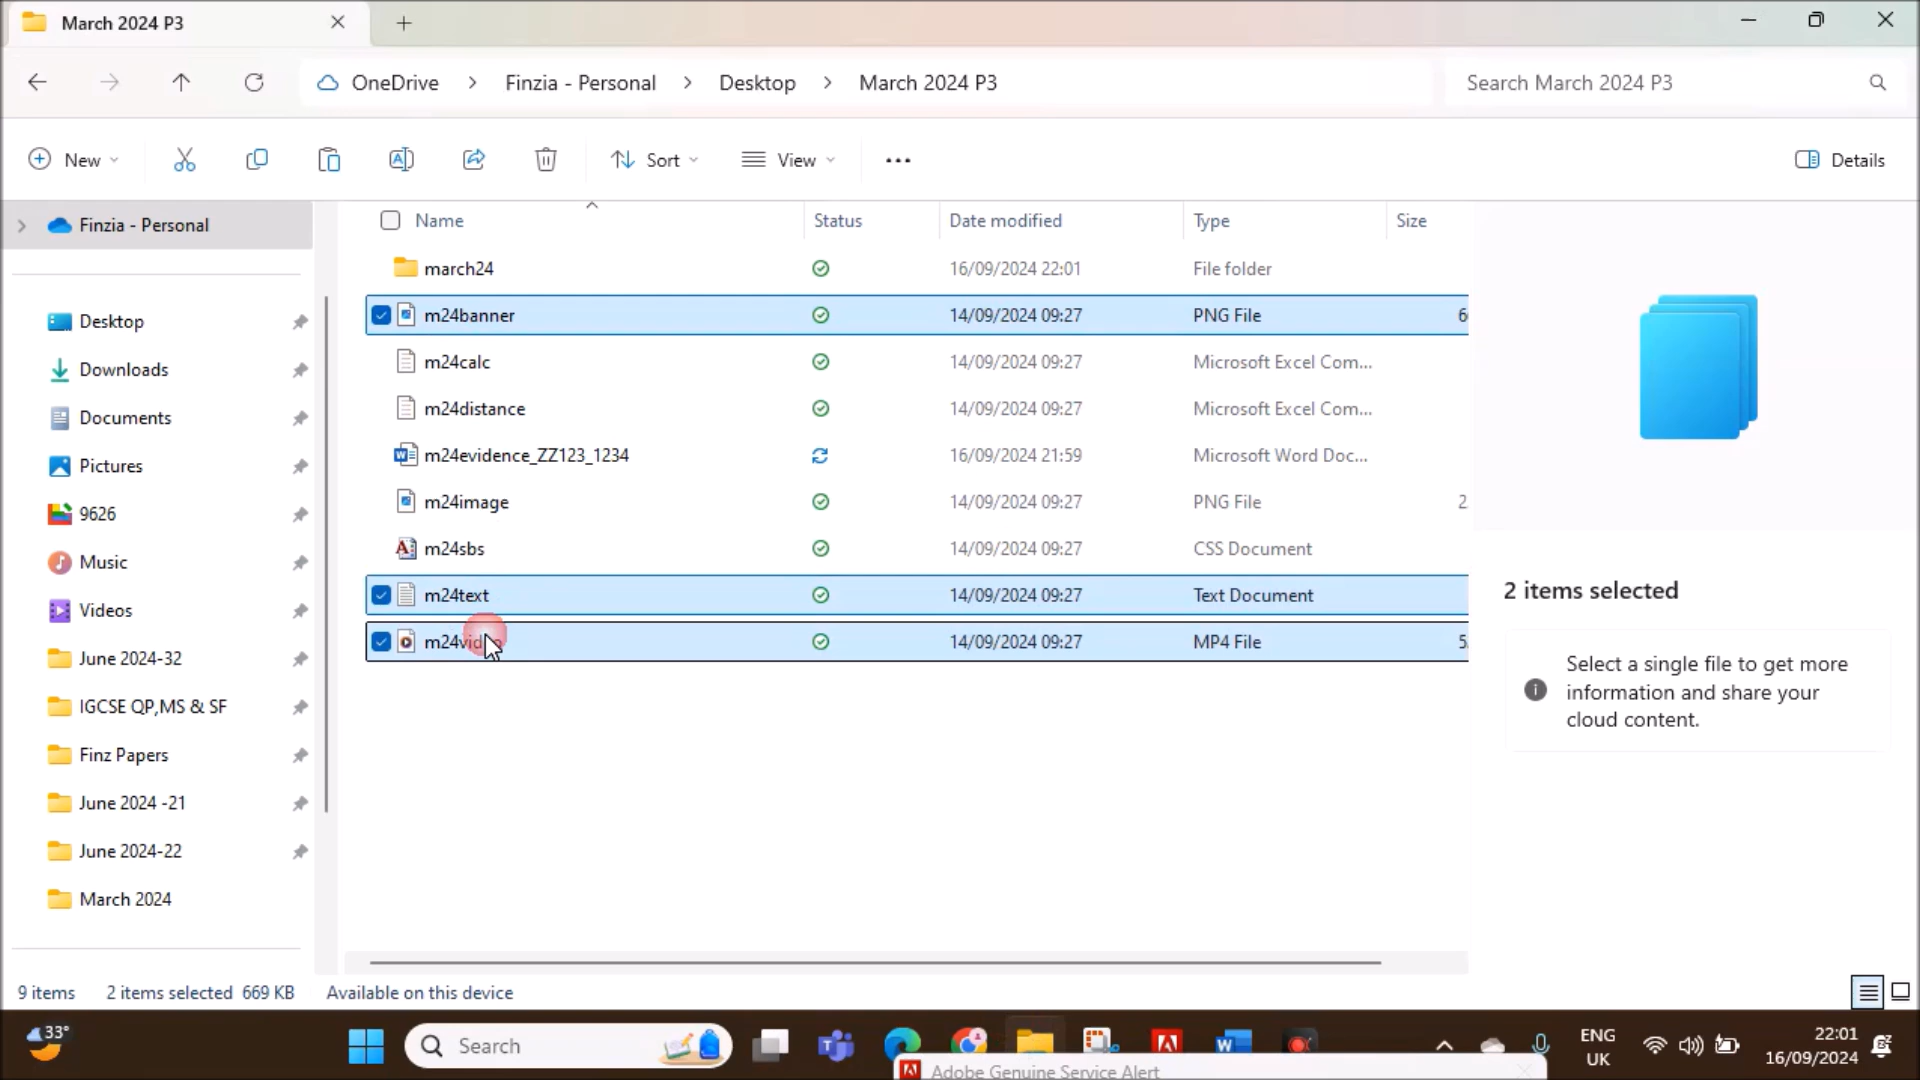 March 2024 P3
OneDrive Finzia - Personal Desktop March 2024 P3
Search March 2024 P3
New Sort View Details
Finzia - Personal
Desktop
Downloads
Documents
Pictures
9626
Music
Videos
June 2024-32
IGCSE QP,MS & SF
Finz Papers
June 2024 -21
June 2024-22
March 2024
Name Status Date modified Type Size
march24 16/09/2024 22:01 File folder
m24banner 14/09/2024 09:27 PNG File 6
m24calc 14/09/2024 09:27 Microsoft Excel Com...
m24distance 14/09/2024 09:27 Microsoft Excel Com...
m24evidence_ZZ123_1234 16/09/2024 21:59 Microsoft Word Doc...
m24image 14/09/2024 09:27 PNG File 2
m24sbs 14/09/2024 09:27 CSS Document
m24text 14/09/2024 09:27 Text Document
m24video 14/09/2024 09:27 MP4 File 5
2 items selected
Select a single file to get more
information and share your
cloud content.
9 items 2 items selected 669 KB Available on this device
33°
Search
Adobe Genuine Service Alert
ENG
UK
22:01
16/09/2024